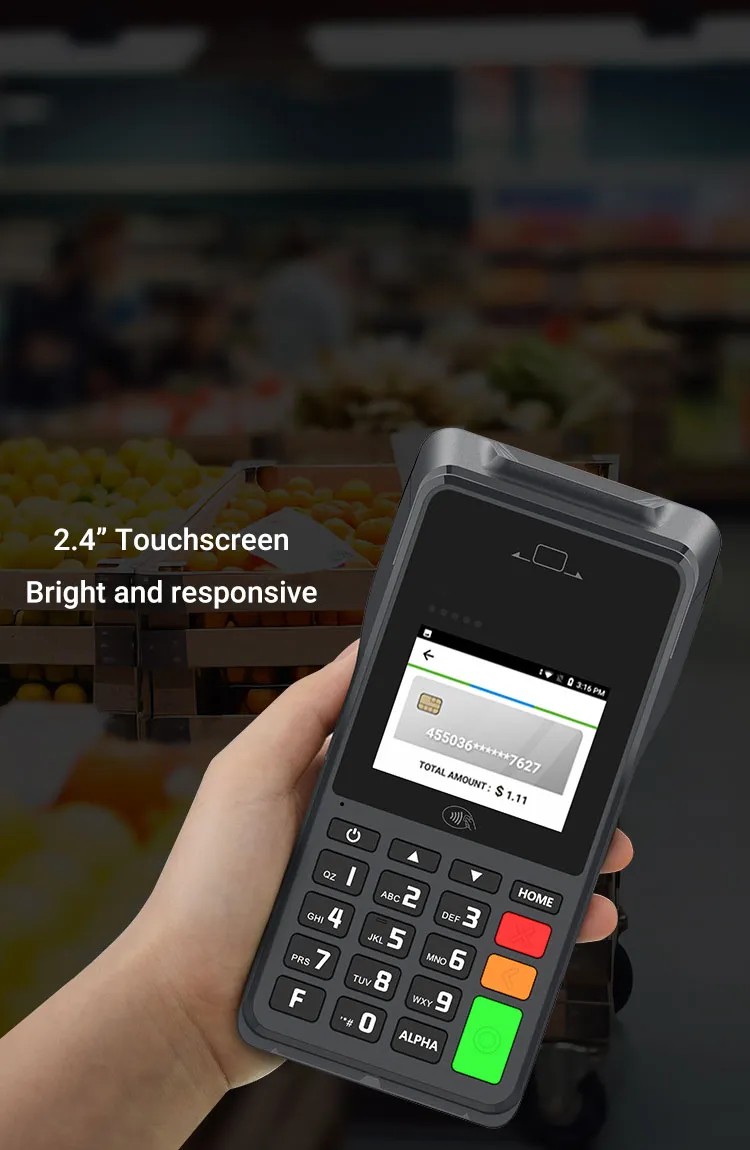 2.4” Touchscreen
Bright and responsive
3:16 PM
455036******7627
TOTAL AMOUNT : $ 1.11
HOME
QZ 1
ABC 2
DEF 3
GHI 4
JKL 5
MNO 6
PRS 7
TUV 8
WXY 9
F
'*# 0
ALPHA